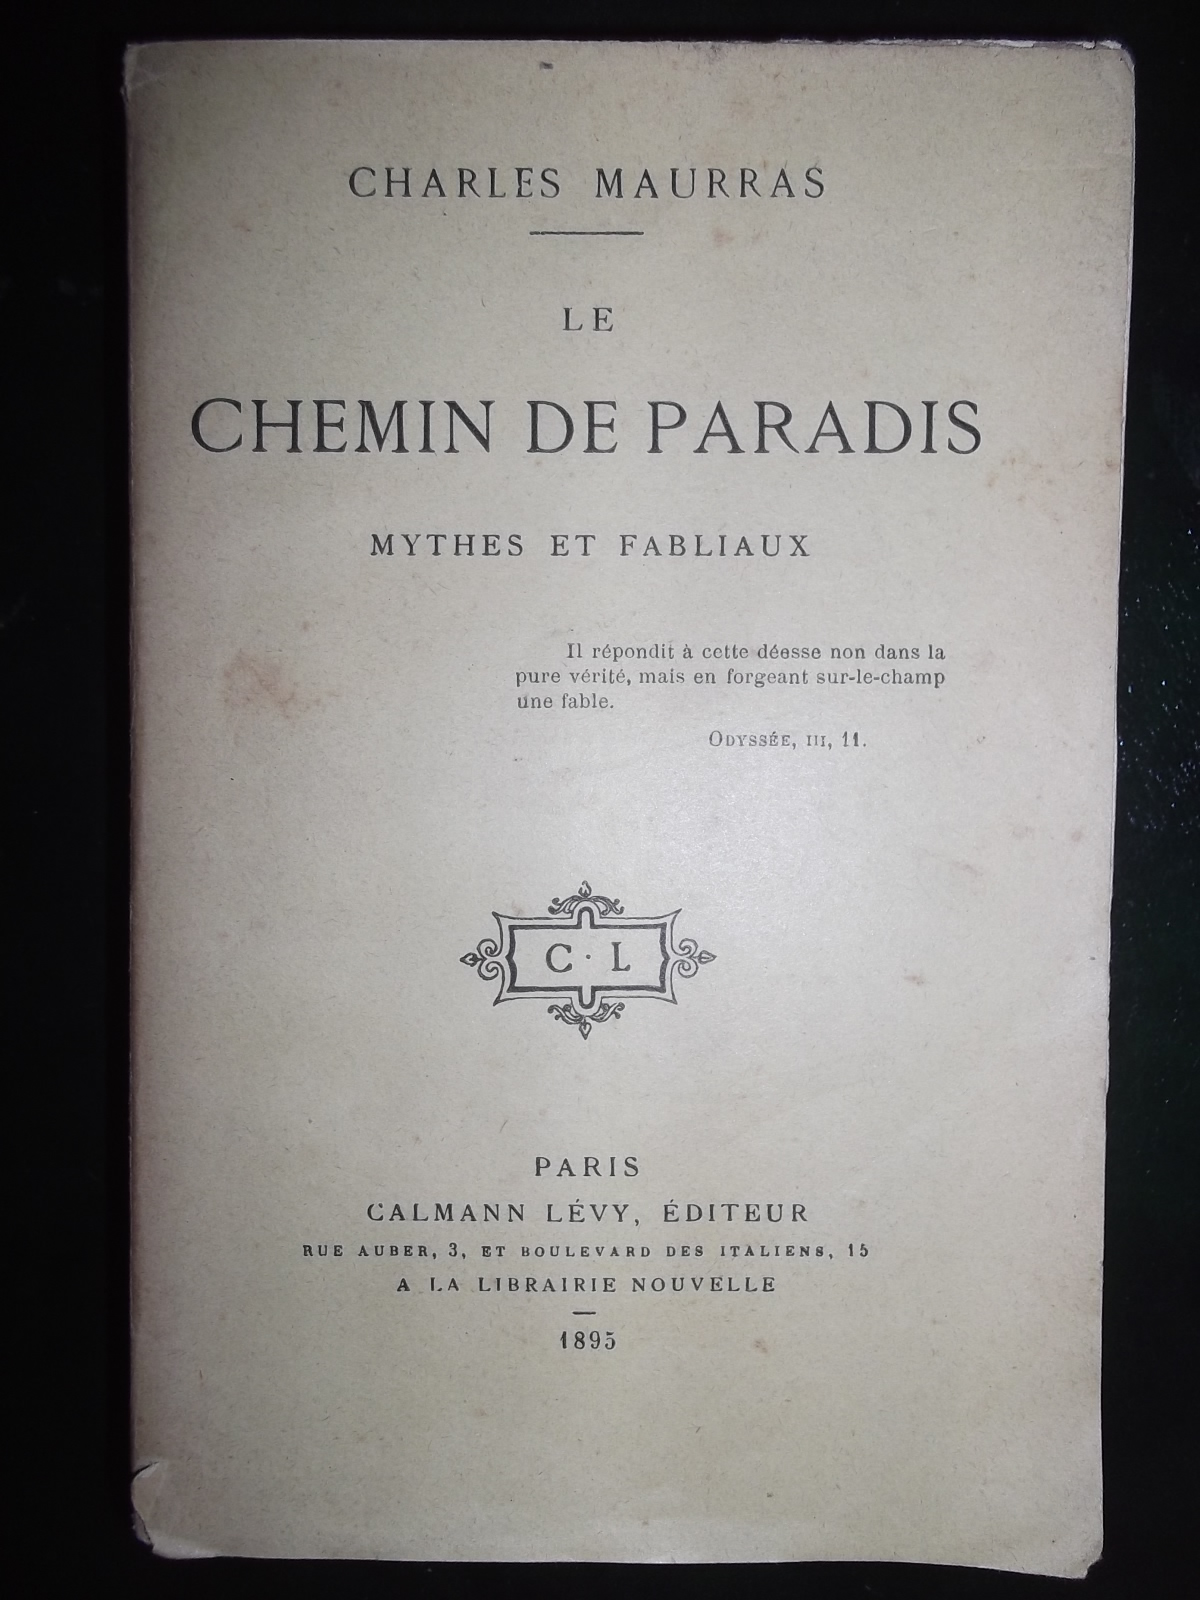 CHARLES MAURRAS
LE
CHEMIN DE PARADIS
MYTHES ET FABLIAUX
Il répondit à cette déesse non dans la
pure vérité, mais en forgeant sur-le-champ
une fable.
ODYSSÉE, III, 11.
C · L
PARIS
CALMANN LÉVY, ÉDITEUR
RUE AUBER, 3, ET BOULEVARD DES ITALIENS, 15
A LA LIBRAIRIE NOUVELLE
1895